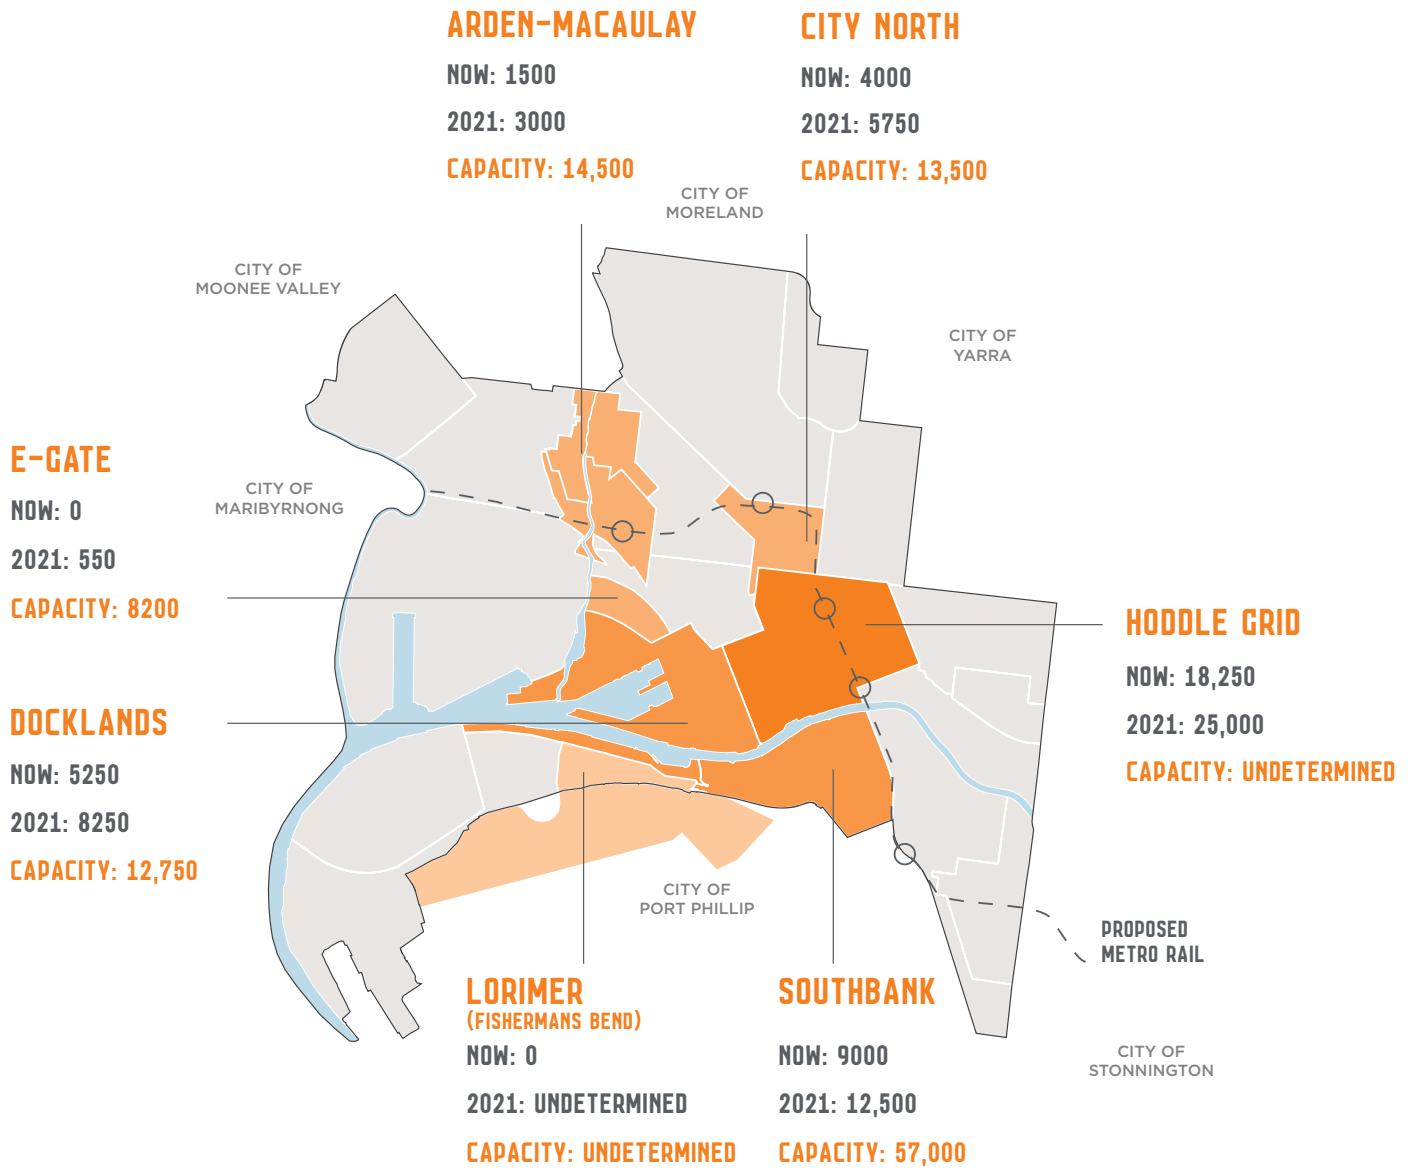 ARDEN-MACAULAY
NOW: 1500
2021: 3000
CAPACITY: 14,500
CITY NORTH
NOW: 4000
2021: 5750
CAPACITY: 13,500
CITY OF
MORELAND
CITY OF
MOONEE VALLEY
CITY OF
YARRA
E-GATE
NOW: 0
2021: 550
CAPACITY: 8200
CITY OF
MARIBYRNONG
HODDLE GRID
NOW: 18,250
2021: 25,000
CAPACITY: UNDETERMINED
DOCKLANDS
NOW: 5250
2021: 8250
CAPACITY: 12,750
CITY OF
PORT PHILLIP
PROPOSED
METRO RAIL
LORIMER
(FISHERMANS BEND)
NOW: 0
2021: UNDETERMINED
CAPACITY: UNDETERMINED
SOUTHBANK
NOW: 9000
2021: 12,500
CAPACITY: 57,000
CITY OF
STONNINGTON